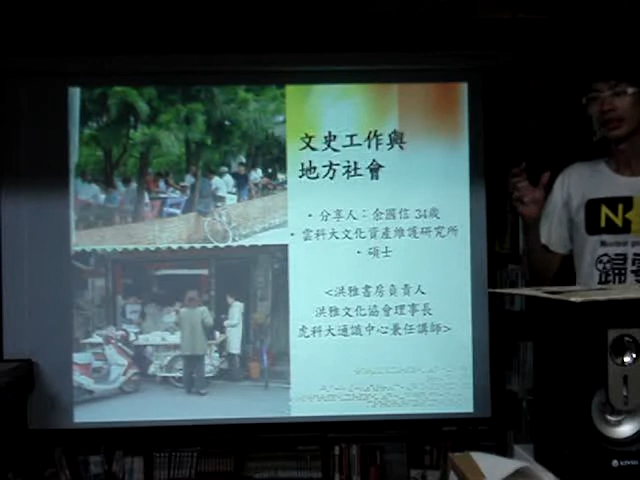 文史工作與
地方社會
• 分享人：余國信 34歲
• 雲科大文化資產維護研究所
• 碩士
<洪雅書房負責人
洪雅文化協會理事長
虎科大通識中心兼任講師>
N
歸